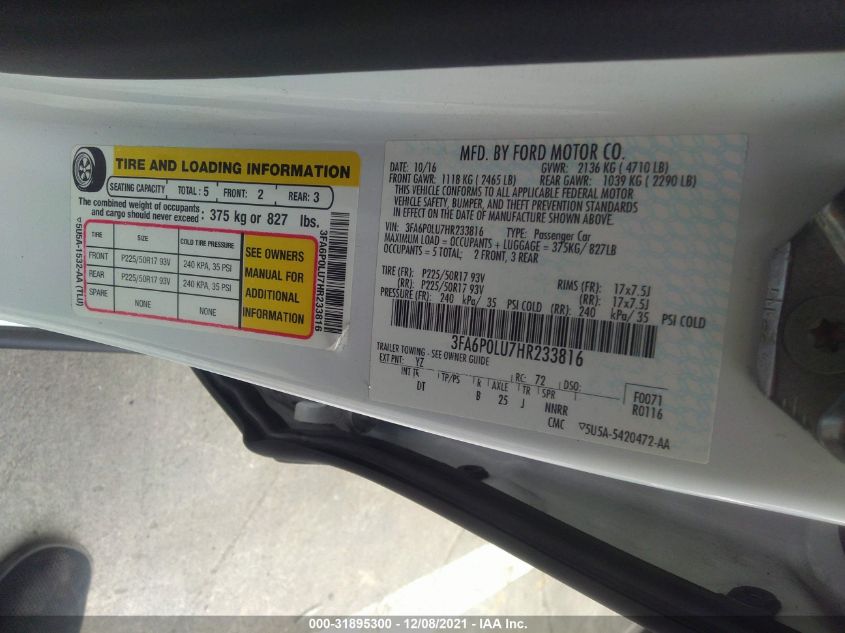 TIRE AND LOADING INFORMATION
SEATING CAPACITY TOTAL : 5 FRONT: 2 REAR: 3
The combined weight of occupants and cargo should never exceed : 375 kg or 827 lbs.
TIRE SIZE COLD TIRE PRESSURE
FRONT P225/50R17 93V 240 KPA, 35 PSI
REAR P225/50R17 93V 240 KPA, 35 PSI
SPARE NONE NONE
SEE OWNERS
MANUAL FOR
ADDITIONAL
INFORMATION
5U5A-1532-AA (TLU)
3FA6P0LU7HR233816
MFD. BY FORD MOTOR CO.
DATE: 10/16 GVWR: 2136 KG ( 4710 LB)
FRONT GAWR: 1118 KG ( 2465 LB) REAR GAWR: 1039 KG ( 2290 LB)
THIS VEHICLE CONFORMS TO ALL APPLICABLE FEDERAL MOTOR
VEHICLE SAFETY, BUMPER, AND THEFT PREVENTION STANDARDS
IN EFFECT ON THE DATE OF MANUFACTURE SHOWN ABOVE.
VIN: 3FA6P0LU7HR233816 TYPE: Passenger Car
MAXIMUM LOAD = OCCUPANTS + LUGGAGE = 375KG/ 827LB
OCCUPANTS = 5 TOTAL; 2 FRONT, 3 REAR
TIRE (FR): P225/50R17 93V RIMS (FR): 17x7.5J
(RR): P225/50R17 93V (RR): 17x7.5J
PRESSURE (FR): 240 kPa/ 35 PSI COLD (RR): 240 kPa/ 35 PSI COLD
3FA6P0LU7HR233816
TRAILER TOWING - SEE OWNER GUIDE
EXT PNT: YZ RC: 72 DSO:
INT TR TP/PS R AXLE TR SPR
DT B 25 J NNRR
F0071
R0116
CMC 5U5A-5420472-AA
000-31895300 - 12/08/2021 - IAA Inc.